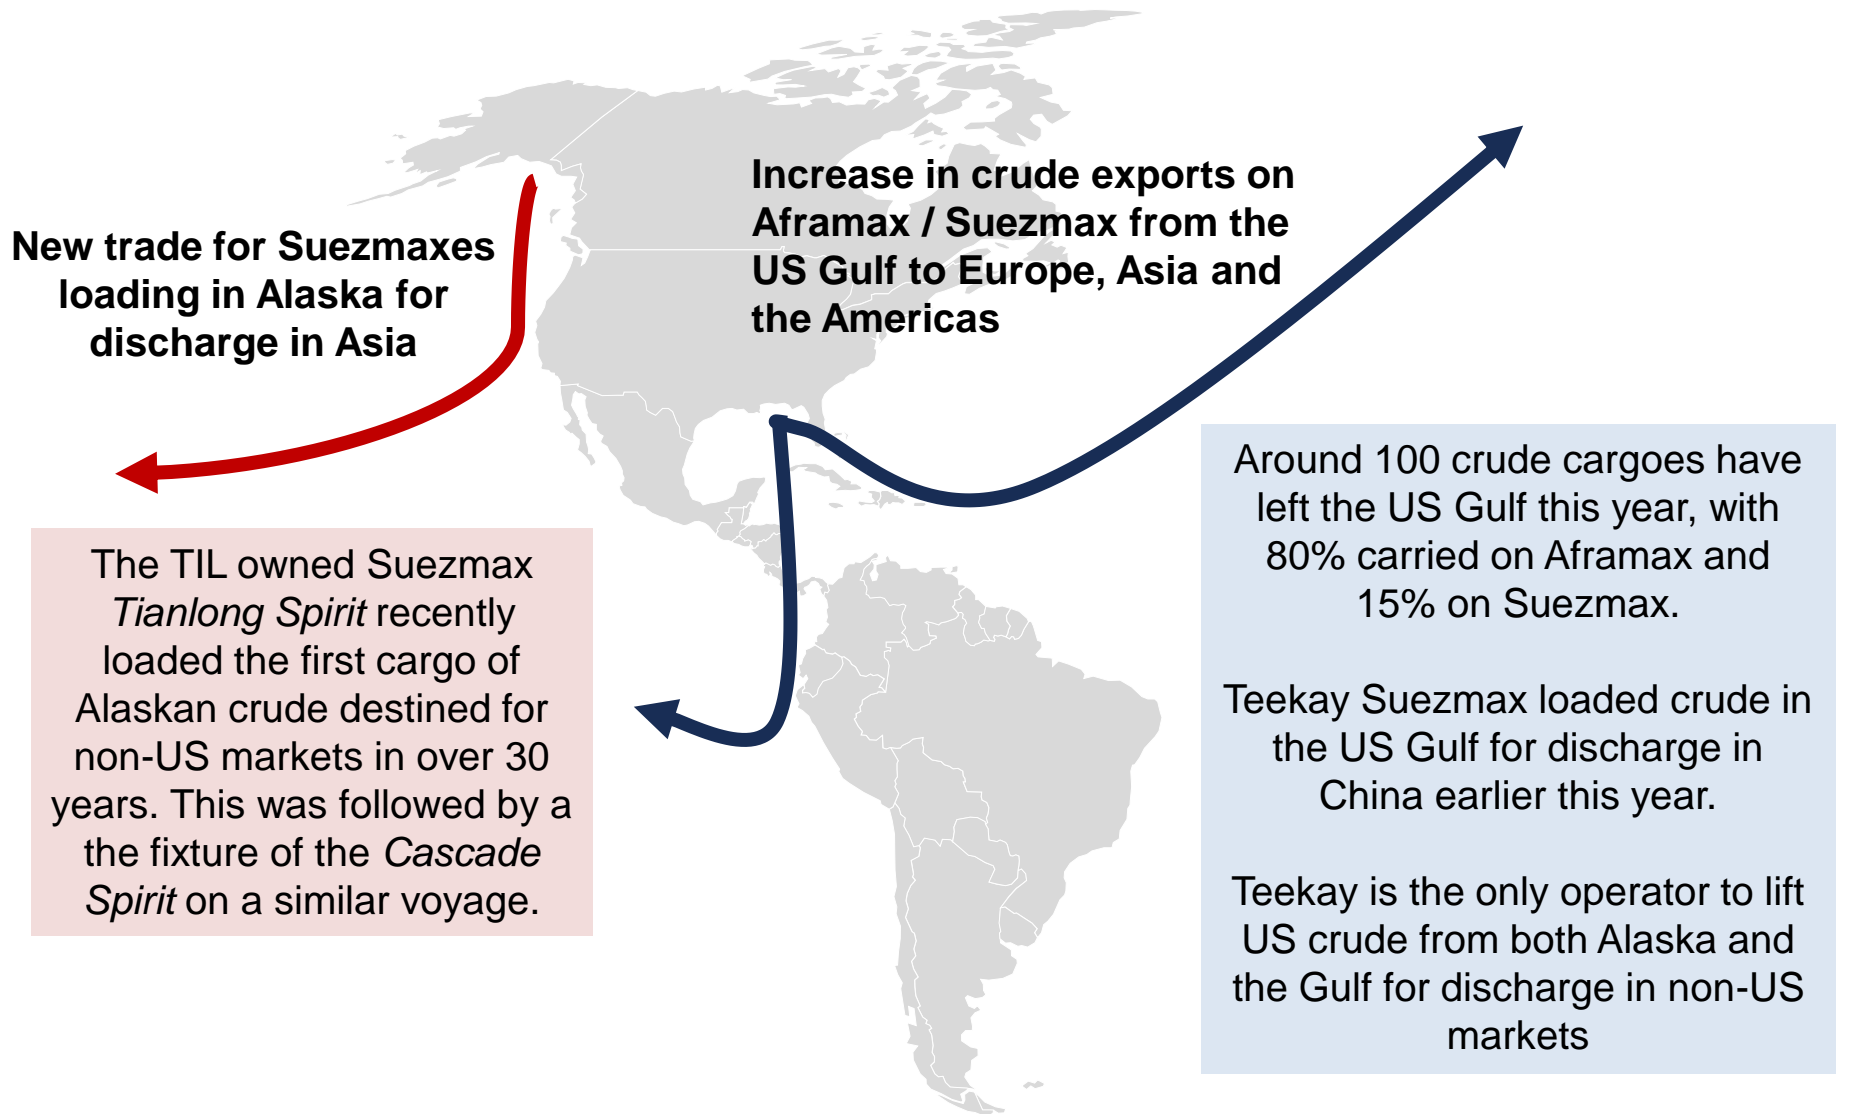 New trade for Suezmaxes
loading in Alaska for
discharge in Asia
Increase in crude exports on
Aframax / Suezmax from the
US Gulf to Europe, Asia and
the Americas
The TIL owned Suezmax
Tianlong Spirit recently
loaded the first cargo of
Alaskan crude destined for
non-US markets in over 30
years. This was followed by a
the fixture of the Cascade
Spirit on a similar voyage.
Around 100 crude cargoes have
left the US Gulf this year, with
80% carried on Aframax and
15% on Suezmax.
Teekay Suezmax loaded crude in
the US Gulf for discharge in
China earlier this year.
Teekay is the only operator to lift
US crude from both Alaska and
the Gulf for discharge in non-US
markets